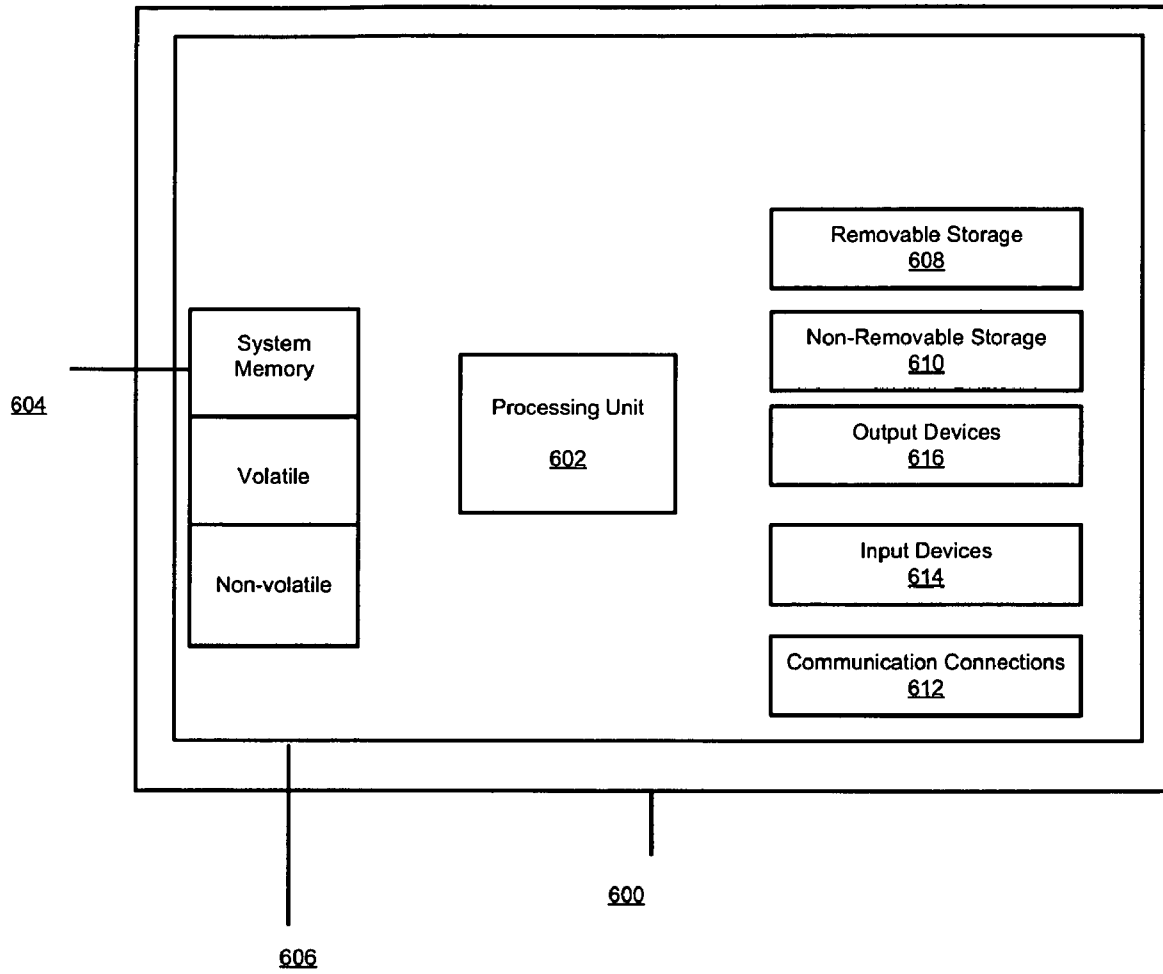 Removable Storage
608
Non-Removable Storage
610
System
Memory
604
Processing Unit
602
Output Devices
616
Volatile
Input Devices
614
Non-volatile
Communication Connections
612
600
606